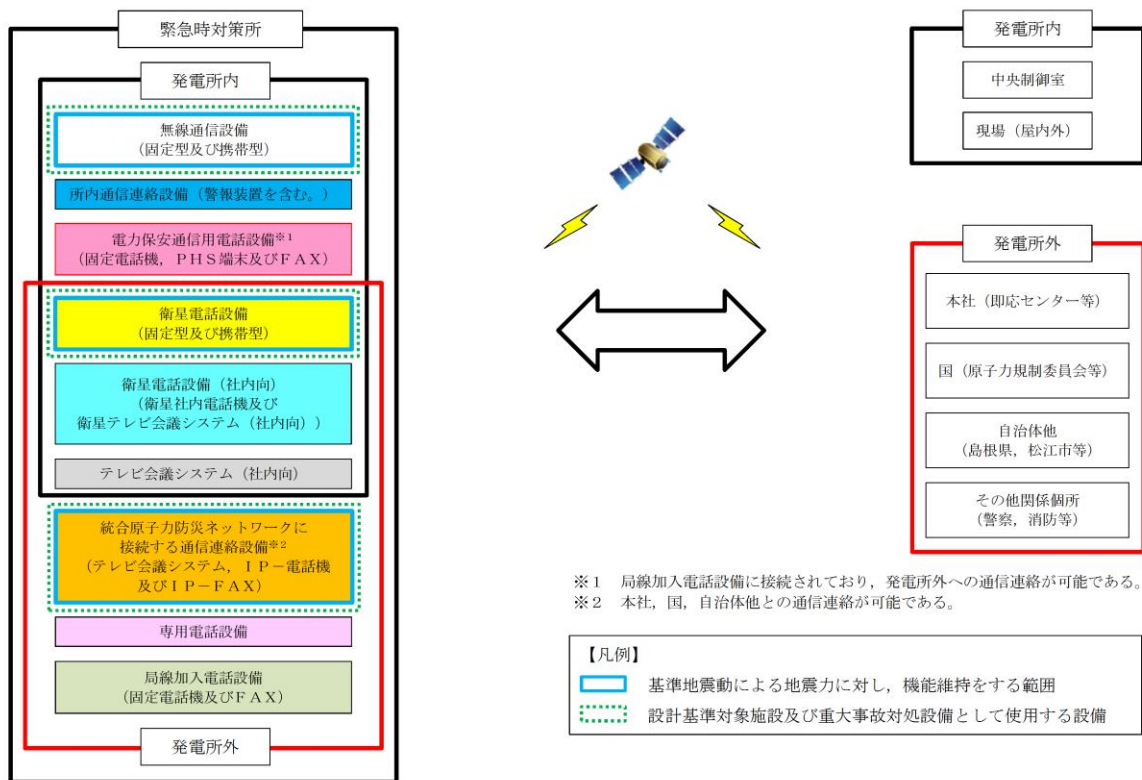 緊急時対策所
発電所内
無線通信設備
(固定型及び携帯型)
所内通信連絡設備(警報装置を含む。)
電力保安通信用電話設備※1
(固定電話機,PHS端末及びFAX)
衛星電話設備
(固定型及び携帯型)
衛星電話設備(社内向)
(衛星社内電話機及び
衛星テレビ会議システム(社内向))
テレビ会議システム(社内向)
統合原子力防災ネットワークに
接続する通信連絡設備※2
(テレビ会議システム,IP-電話機
及びIP-FAX)
専用電話設備
局線加入電話設備
(固定電話機及びFAX)
発電所外
発電所内
中央制御室
現場(屋内外)
発電所外
本社(即応センター等)
国(原子力規制委員会等)
自治体他
(島根県,松江市等)
その他関係個所
(警察,消防等)
※1 局線加入電話設備に接続されており,発電所外への通信連絡が可能である。
※2 本社,国,自治体他との通信連絡が可能である。
【凡例】
基準地震動による地震力に対し,機能維持をする範囲
設計基準対象施設及び重大事故対処設備として使用する設備